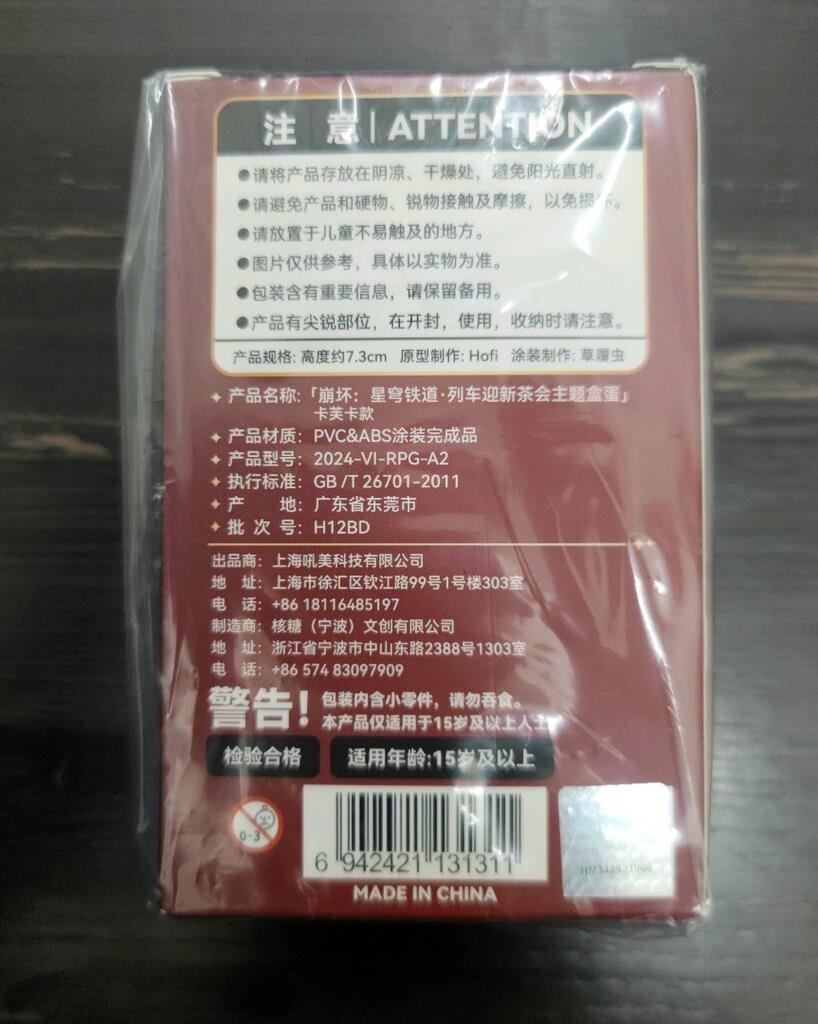 注 意 | ATTENTION
●请将产品存放在阴凉、干燥处，避免阳光直射。
●请避免产品和硬物、锐物接触及摩擦，以免损坏。
●请放置于儿童不易触及的地方。
●图片仅供参考，具体以实物为准。
●包装含有重要信息，请保留备用。
●产品有尖锐部位，在开封，使用，收纳时请注意。
产品规格: 高度约7.3cm 原型制作: Hofi 涂装制作: 草履虫
产品名称:「崩坏：星穹铁道·列车迎新茶会主题盒蛋」
卡芙卡款
产品材质：PVC&ABS涂装完成品
产品型号：2024-VI-RPG-A2
执行标准：GB /T 26701-2011
产 地：广东省东莞市
批 次 号：H12BD
出品商：上海吼美科技有限公司
地 址：上海市徐汇区钦江路99号1号楼303室
电 话：+86 18116485197
制造商：核糖（宁波）文创有限公司
地 址：浙江省宁波市中山东路2388号1303室
电 话：+86 574 83097909
警告！包装内含小零件，请勿吞食。
本产品仅适用于15岁及以上人士
检验合格 适用年龄:15岁及以上
0-3
6 942421 131311
MADE IN CHINA